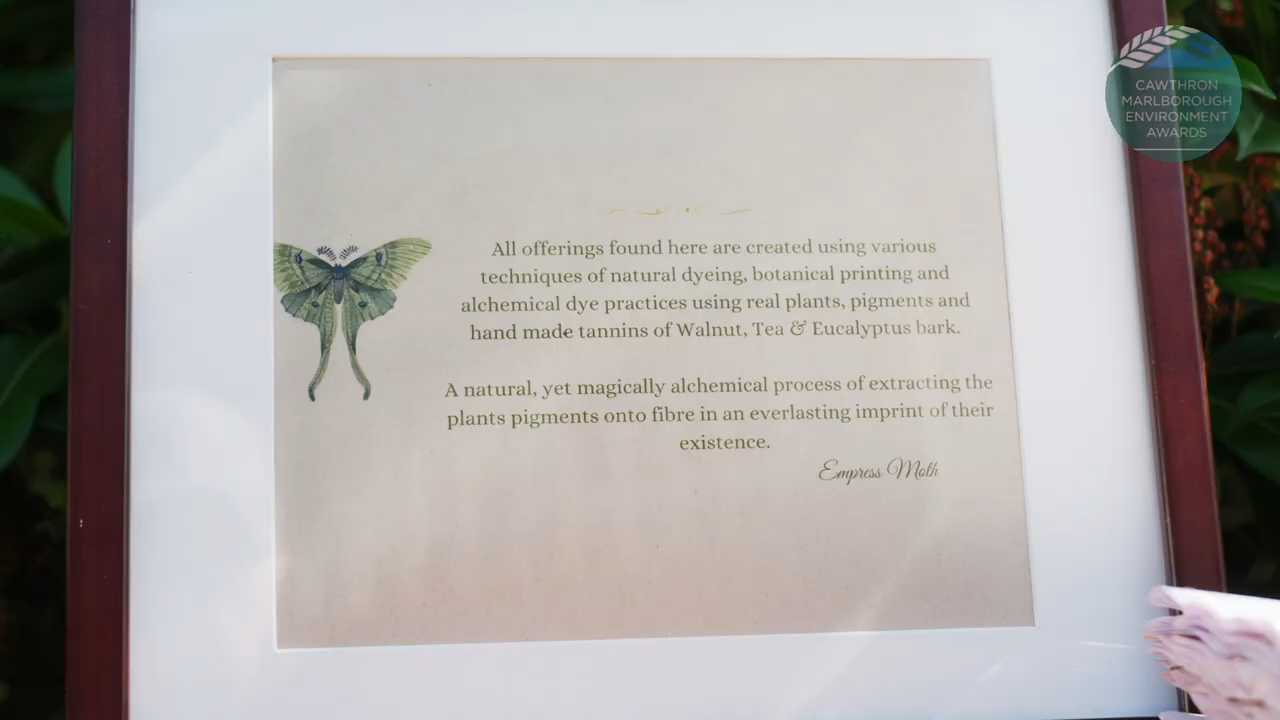 CAWTHRON
MARLBOROUGH
ENVIRONMENT
AWARDS
All offerings found here are created using various
techniques of natural dyeing, botanical printing and
alchemical dye practices using real plants, pigments and
hand made tannins of Walnut, Tea & Eucalyptus bark.
A natural, yet magically alchemical process of extracting the
plants pigments onto fibre in an everlasting imprint of their
existence.
Empress Moth